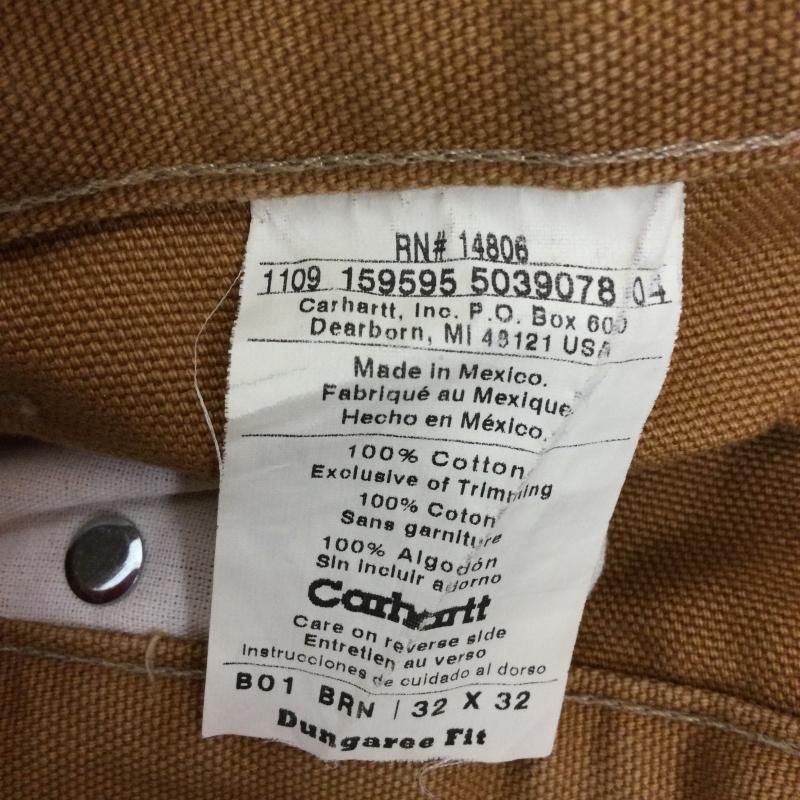 RN# 14806
1109 159595 5039078 04
Carhartt, Inc. P.O. Box 600
Dearborn, MI 48121 USA
Made in Mexico.
Fabriqué au Mexique.
Hecho en México.
100% Cotton
Exclusive of Trimming
100% Coton
Sans garniture
100% Algodón
Sin incluir adorno
Carhartt
Care on reverse side
Entretien au verso
Instrucciones de cuidado al dorso
B01 BRN | 32 X 32
Dungaree Fit